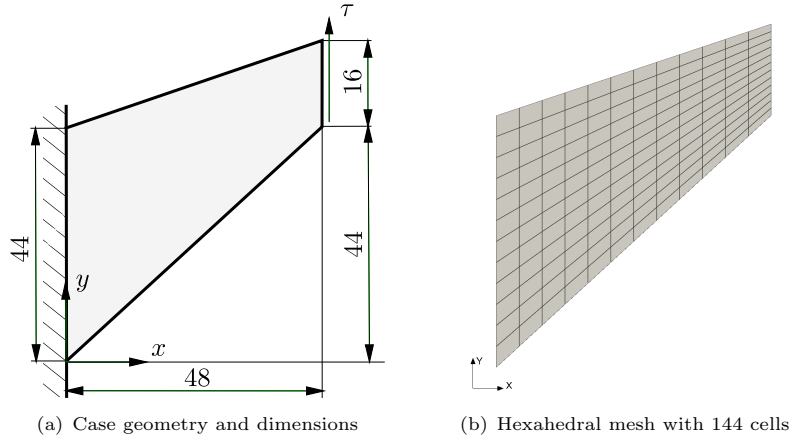 τ
16
44
44
y
x
48
Y
X
(a) Case geometry and dimensions
(b) Hexahedral mesh with 144 cells